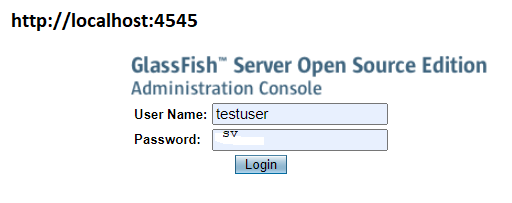 http://localhost:4545
GlassFish™ Server Open Source Edition
Administration Console
User Name: testuser
Password:
Login